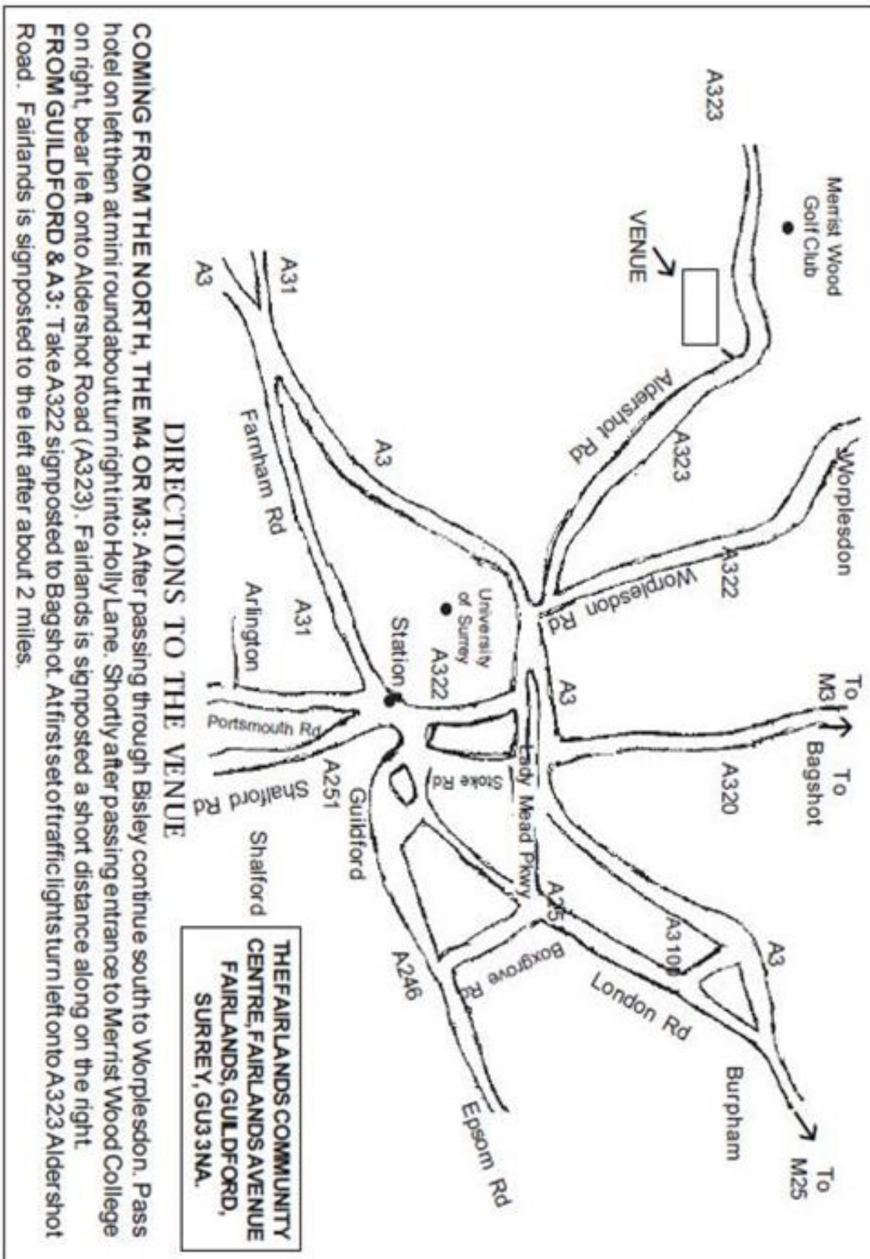 A323
Merrist Wood
Golf Club
VENUE
Aldershot Rd
A323
Worplesdon
A322
Worplesdon Rd
To
M3
To
Bagshot
A320
A3
To
M25
Burpham
A3100
London Rd
A3
Lady Mead Pkwy
A25
Boxgrove Rd
Stoke Rd
A31
A3
A3
University
of Surrey
A322
Station
Farnham Rd
A31
Arlington
Portsmouth Rd
A251
Shalford Rd
Guildford
Shalford
A246
Epsom Rd
THE FAIRLANDS COMMUNITY
CENTRE, FAIRLANDS AVENUE
FAIRLANDS, GUILDFORD,
SURREY, GU3 3NA.
DIRECTIONS TO THE VENUE
COMING FROM THE NORTH, THE M4 OR M3: After passing through Bisley continue south to Worplesdon. Pass
hotel on left then at mini roundabout turn right into Holly Lane. Shortly after passing entrance to Merrist Wood College
on right, bear left onto Aldershot Road (A323). Fairlands is signposted a short distance along on the right.
FROM GUILDFORD & A3: Take A322 signposted to Bagshot. At first set of traffic lights turn left onto A323 Aldershot
Road. Fairlands is signposted to the left after about 2 miles.